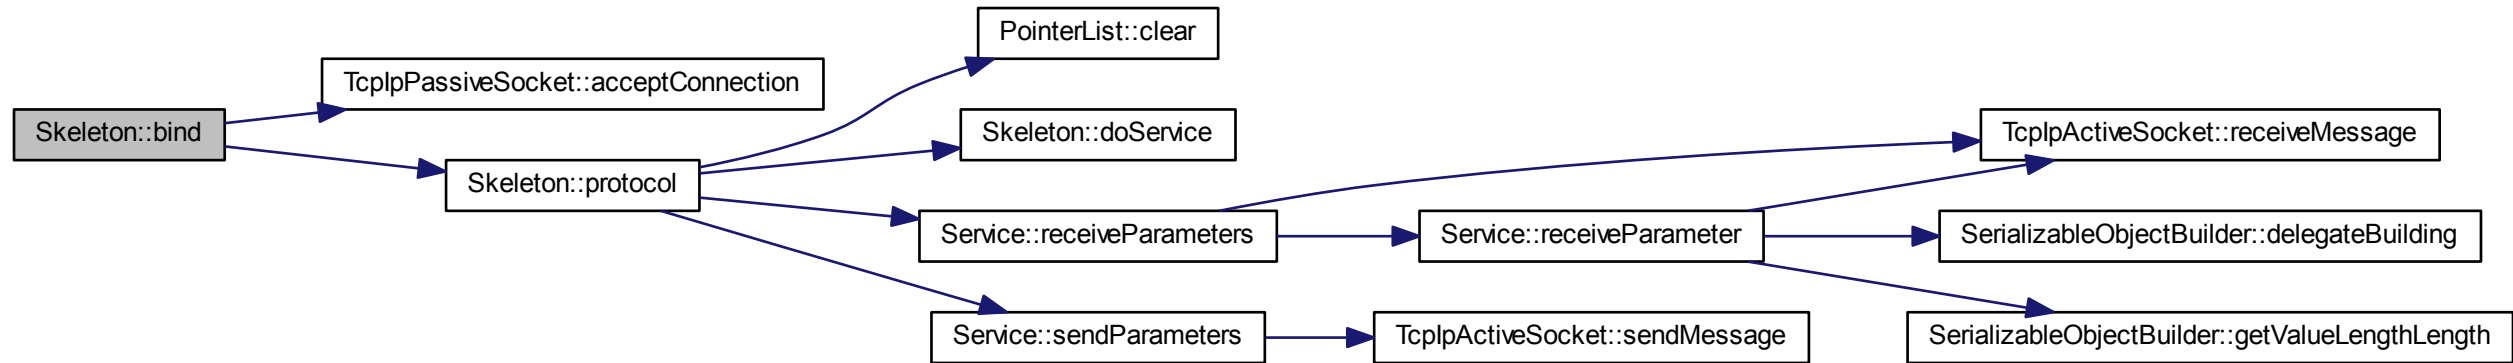 PointerList::clear
TcpIpPassiveSocket::acceptConnection
Skeleton::bind
Skeleton::doService
TcpIpActiveSocket::receiveMessage
Skeleton::protocol
Service::receiveParameters
Service::receiveParameter
SerializableObjectBuilder::delegateBuilding
Service::sendParameters
TcpIpActiveSocket::sendMessage
SerializableObjectBuilder::getValueLengthLength